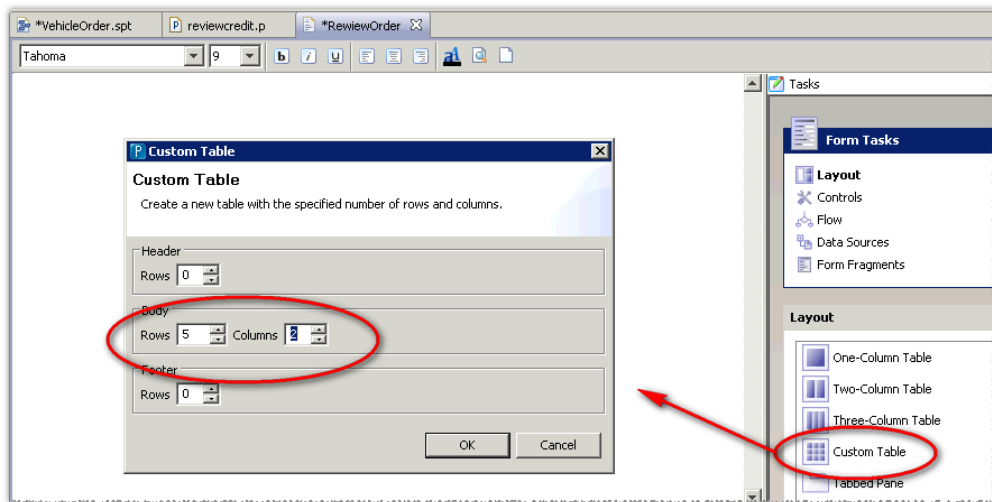 *VehicleOrder.spt
reviewcredit.p
*RewiewOrder
Tahoma
9
b i u
a
Tasks
Form Tasks
Layout
Controls
Flow
Data Sources
Form Fragments
Layout
One-Column Table
Two-Column Table
Three-Column Table
Custom Table
Tabbed Pane
Custom Table
Custom Table
Create a new table with the specified number of rows and columns.
Header
Rows 0
Body
Rows 5 Columns 2
Footer
Rows 0
OK Cancel